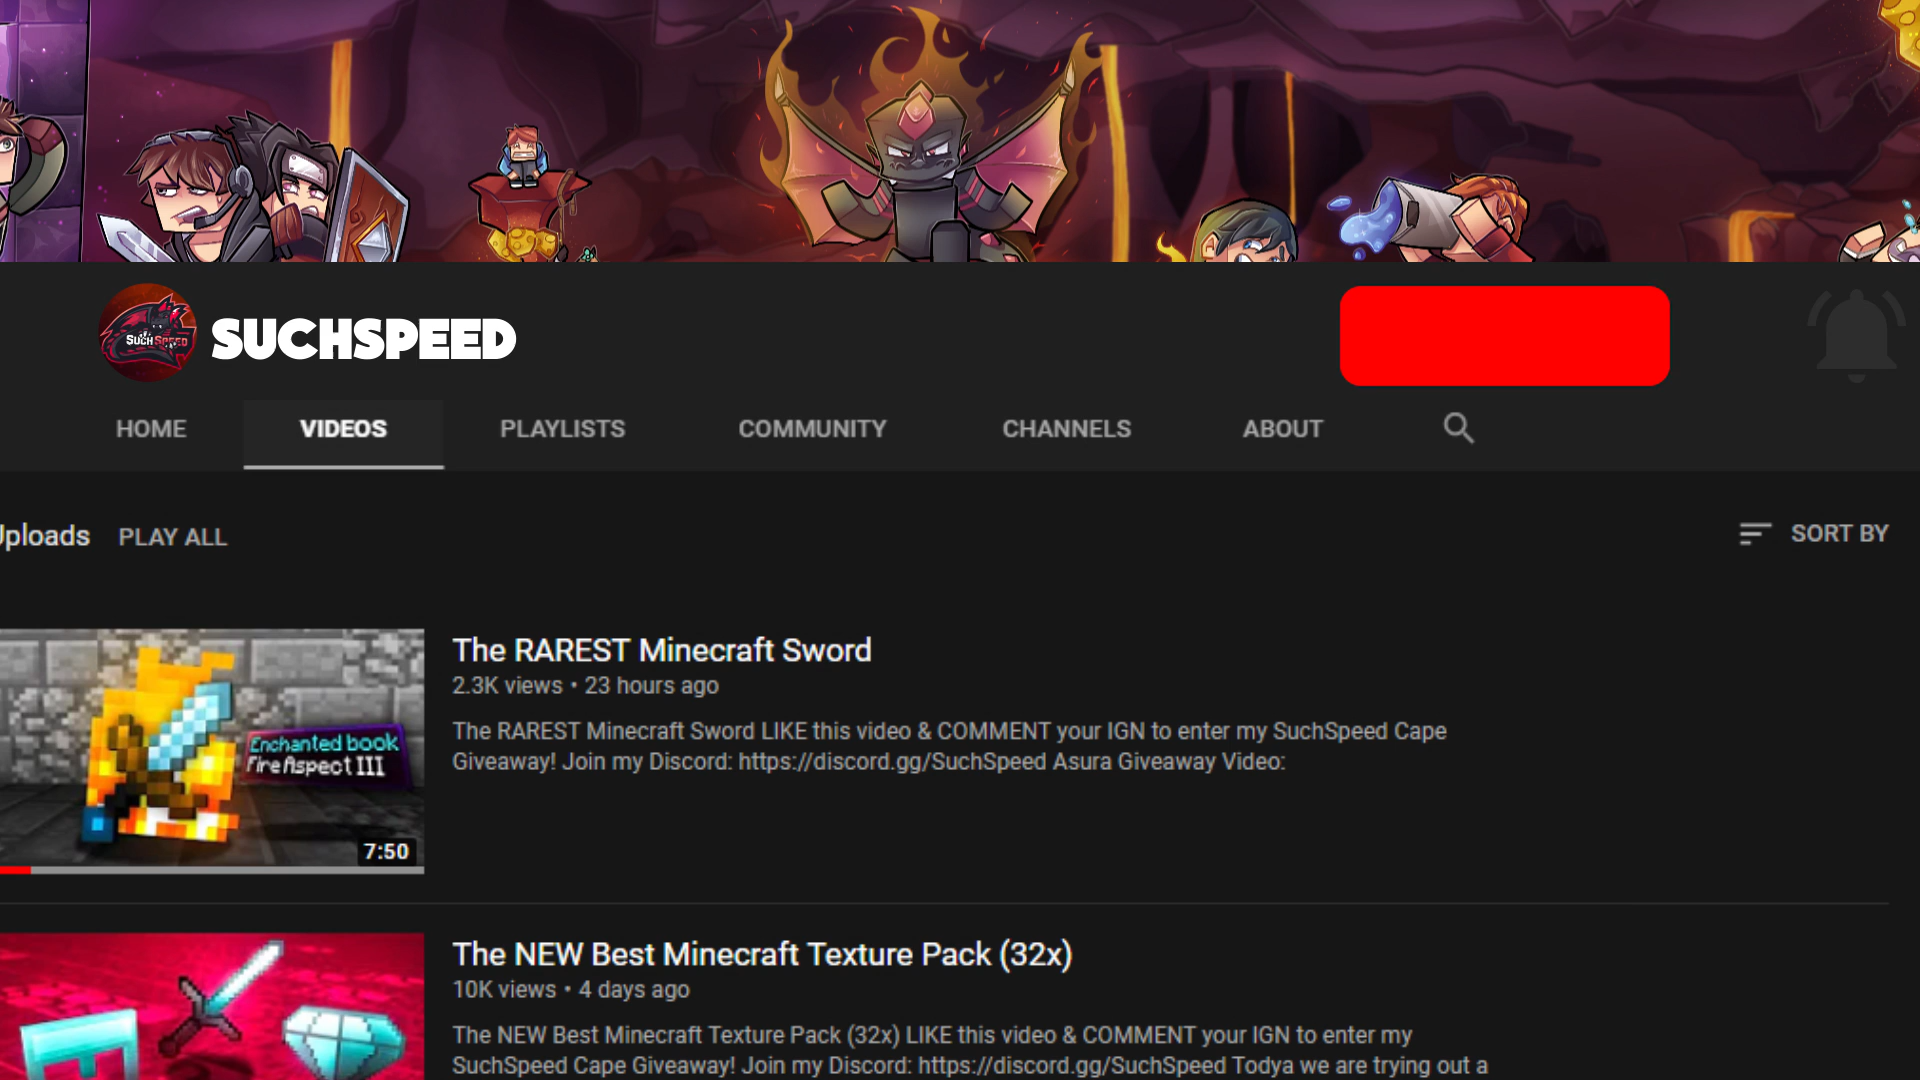 SUCHSPEED
SUCHSPEED
HOME VIDEOS PLAYLISTS COMMUNITY CHANNELS ABOUT
Uploads PLAY ALL SORT BY
The RAREST Minecraft Sword
2.3K views • 23 hours ago
The RAREST Minecraft Sword LIKE this video & COMMENT your IGN to enter my SuchSpeed Cape
Giveaway! Join my Discord: https://discord.gg/SuchSpeed Asura Giveaway Video:
Enchanted book
Fire Aspect III
7:50
The NEW Best Minecraft Texture Pack (32x)
10K views • 4 days ago
The NEW Best Minecraft Texture Pack (32x) LIKE this video & COMMENT your IGN to enter my
SuchSpeed Cape Giveaway! Join my Discord: https://discord.gg/SuchSpeed Todya we are trying out a